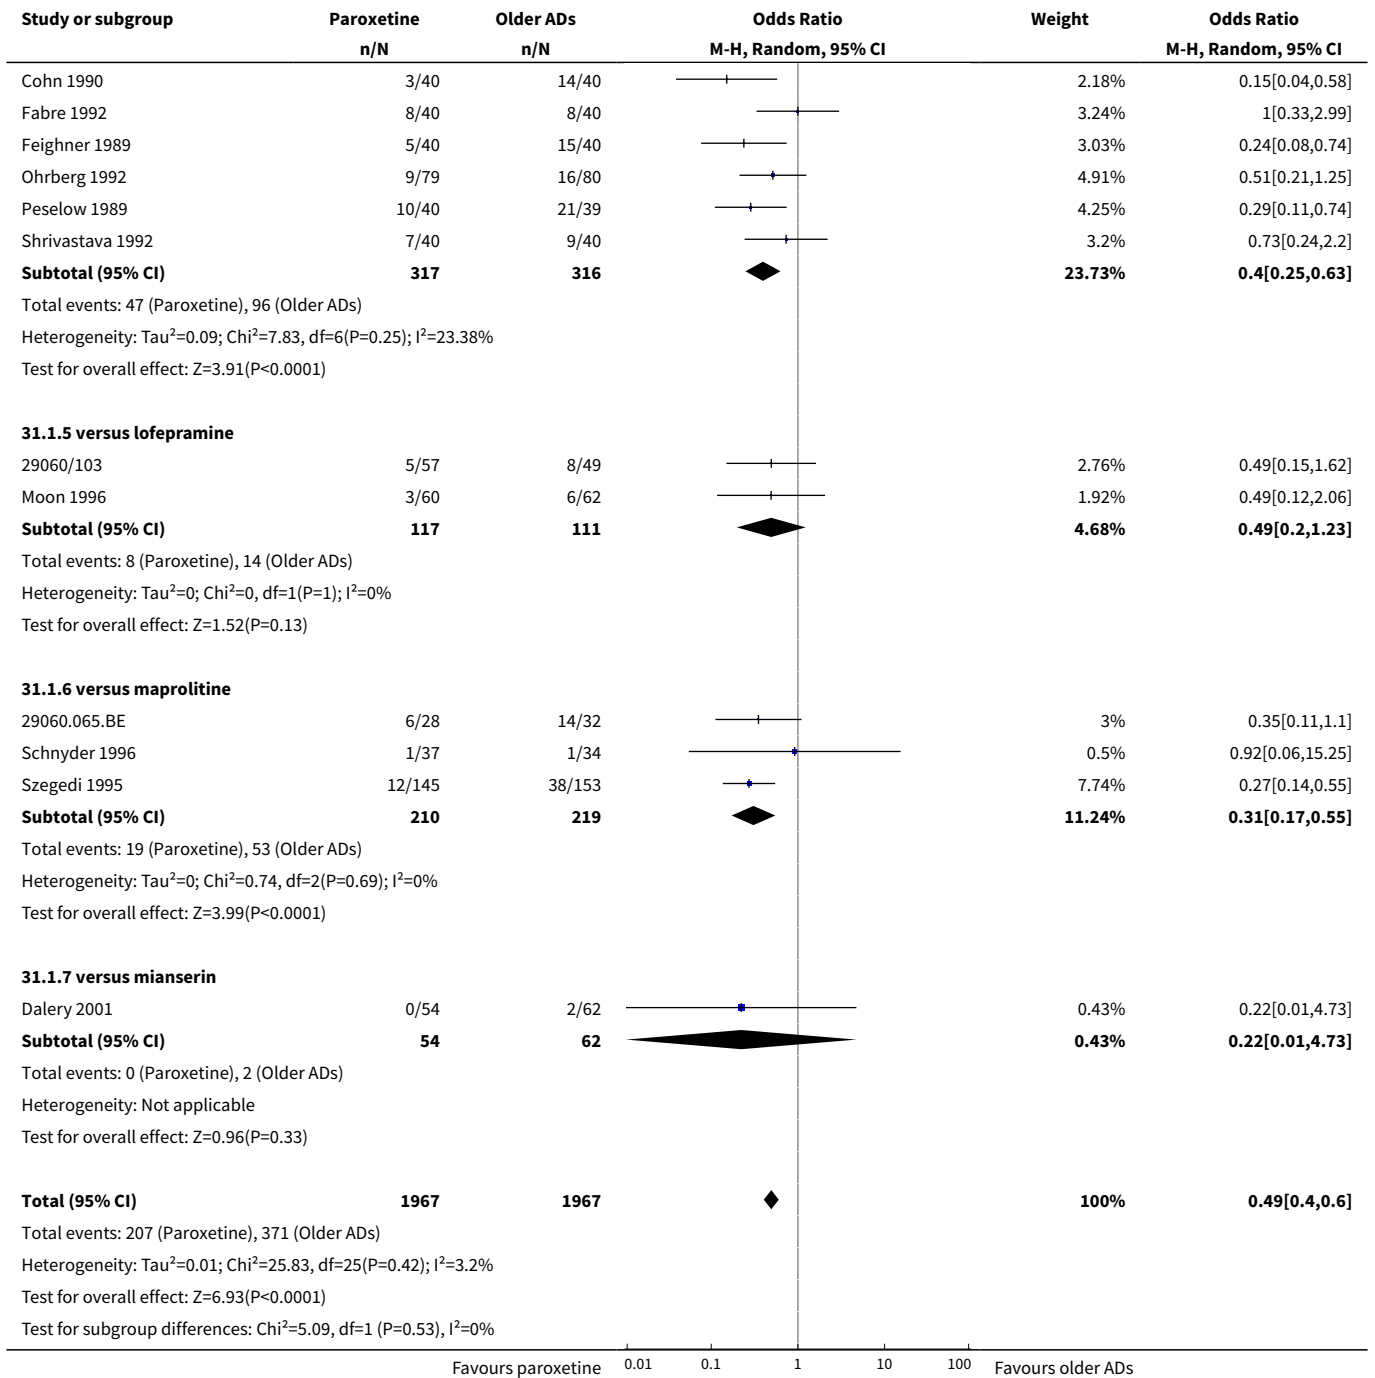 Study or subgroup Paroxetine Older ADs Odds Ratio Weight Odds Ratio
n/N n/N M-H, Random, 95% CI M-H, Random, 95% CI
Cohn 1990 3/40 14/40 2.18% 0.15[0.04,0.58]
Fabre 1992 8/40 8/40 3.24% 1[0.33,2.99]
Feighner 1989 5/40 15/40 3.03% 0.24[0.08,0.74]
Ohrberg 1992 9/79 16/80 4.91% 0.51[0.21,1.25]
Peselow 1989 10/40 21/39 4.25% 0.29[0.11,0.74]
Shrivastava 1992 7/40 9/40 3.2% 0.73[0.24,2.2]
Subtotal (95% CI) 317 316 23.73% 0.4[0.25,0.63]
Total events: 47 (Paroxetine), 96 (Older ADs)
Heterogeneity: Tau²=0.09; Chi²=7.83, df=6(P=0.25); I²=23.38%
Test for overall effect: Z=3.91(P<0.0001)
31.1.5 versus lofepramine
29060/103 5/57 8/49 2.76% 0.49[0.15,1.62]
Moon 1996 3/60 6/62 1.92% 0.49[0.12,2.06]
Subtotal (95% CI) 117 111 4.68% 0.49[0.2,1.23]
Total events: 8 (Paroxetine), 14 (Older ADs)
Heterogeneity: Tau²=0; Chi²=0, df=1(P=1); I²=0%
Test for overall effect: Z=1.52(P=0.13)
31.1.6 versus maprolitine
29060.065.BE 6/28 14/32 3% 0.35[0.11,1.1]
Schnyder 1996 1/37 1/34 0.5% 0.92[0.06,15.25]
Szegedi 1995 12/145 38/153 7.74% 0.27[0.14,0.55]
Subtotal (95% CI) 210 219 11.24% 0.31[0.17,0.55]
Total events: 19 (Paroxetine), 53 (Older ADs)
Heterogeneity: Tau²=0; Chi²=0.74, df=2(P=0.69); I²=0%
Test for overall effect: Z=3.99(P<0.0001)
31.1.7 versus mianserin
Dalery 2001 0/54 2/62 0.43% 0.22[0.01,4.73]
Subtotal (95% CI) 54 62 0.43% 0.22[0.01,4.73]
Total events: 0 (Paroxetine), 2 (Older ADs)
Heterogeneity: Not applicable
Test for overall effect: Z=0.96(P=0.33)
Total (95% CI) 1967 1967 100% 0.49[0.4,0.6]
Total events: 207 (Paroxetine), 371 (Older ADs)
Heterogeneity: Tau²=0.01; Chi²=25.83, df=25(P=0.42); I²=3.2%
Test for overall effect: Z=6.93(P<0.0001)
Test for subgroup differences: Chi²=5.09, df=1 (P=0.53), I²=0%
Favours paroxetine 0.01 0.1 1 10 100 Favours older ADs